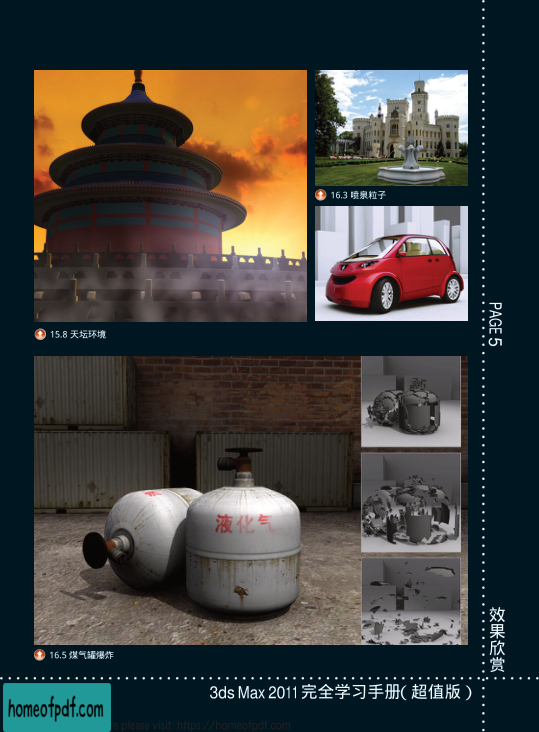 16.3 喷泉粒子
15.8 天坛环境
PAGE 5
液化气
16.5 煤气罐爆炸
效果欣赏
3ds Max 2011 完全学习手册( 超值版 )
homeofpdf.com
please visit: https://homeofpdf.com